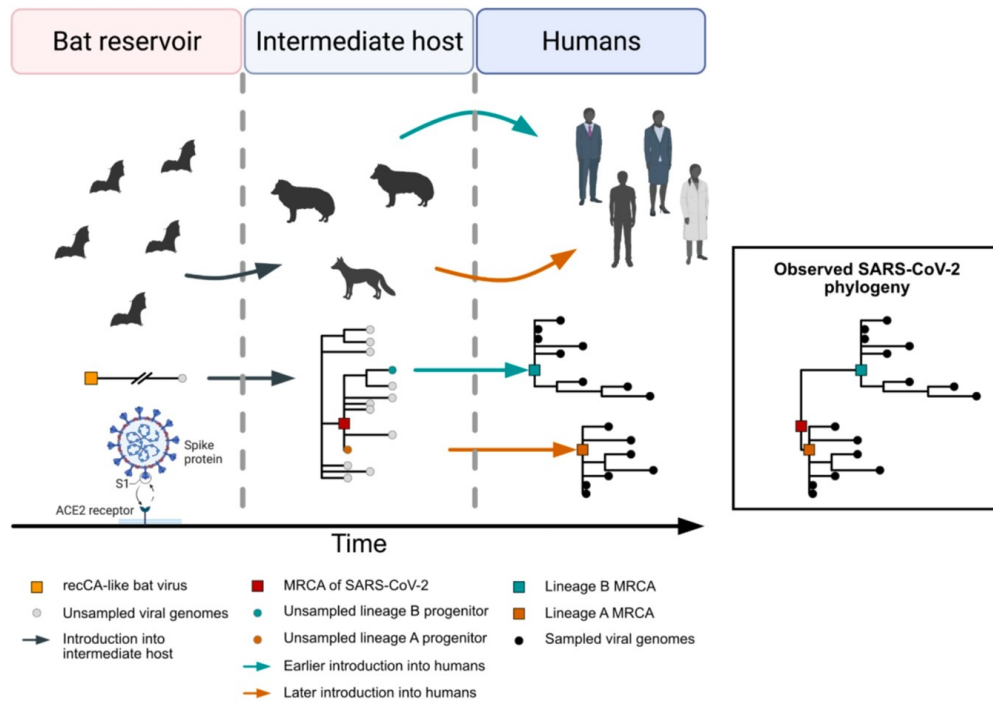 Bat reservoir
Intermediate host
Humans
Observed SARS-CoV-2
phylogeny
Spike
protein
S1
ACE2 receptor
Time
recCA-like bat virus
Unsampled viral genomes
Introduction into
intermediate host
MRCA of SARS-CoV-2
Unsampled lineage B progenitor
Unsampled lineage A progenitor
Earlier introduction into humans
Later introduction into humans
Lineage B MRCA
Lineage A MRCA
Sampled viral genomes